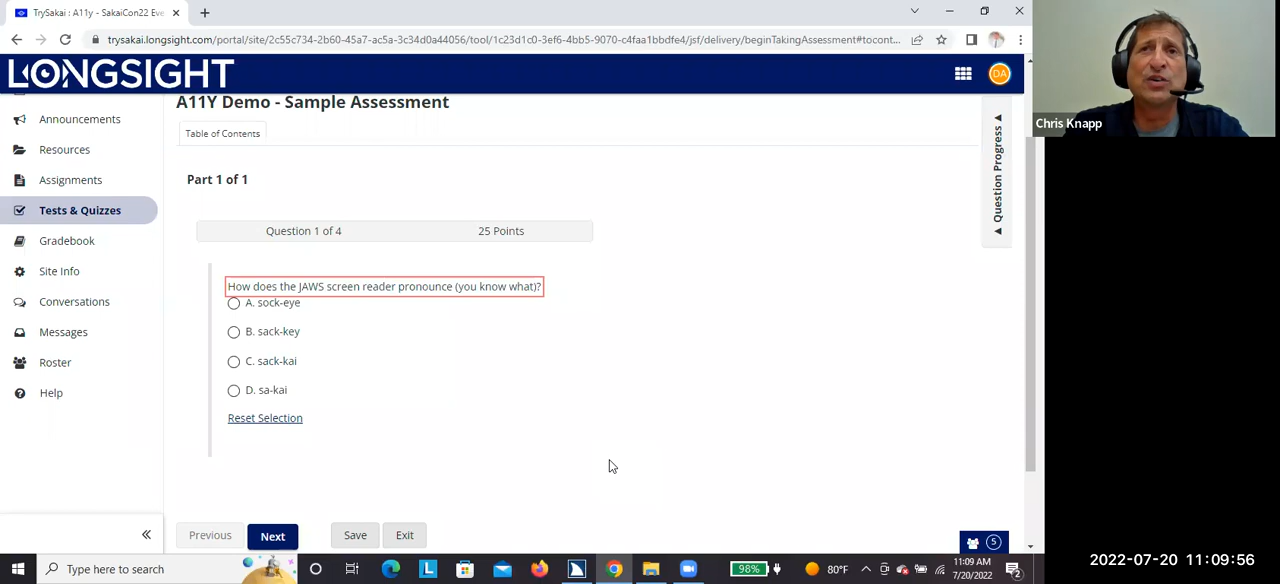 TrySakai : A11y - SakaiCon22 Eve
trysakai.longsight.com/portal/site/2c55c734-2b60-45a7-ac5a-3c34d0a44056/tool/1c23d1c0-3ef6-4bb5-9070-c4faa1bbdfe4/jsf/delivery/beginTakingAssessment#tocont...
LONGSIGHT
DA
Chris Knapp
Announcements
Resources
Assignments
Tests & Quizzes
Gradebook
Site Info
Conversations
Messages
Roster
Help
A11Y Demo - Sample Assessment
Table of Contents
Question Progress
Part 1 of 1
Question 1 of 4 25 Points
How does the JAWS screen reader pronounce (you know what)?
A. sock-eye
B. sack-key
C. sack-kai
D. sa-kai
Reset Selection
Previous Next Save Exit
5
Type here to search
98%
80°F
11:09 AM
7/20/2022
2
2022-07-20 11:09:56